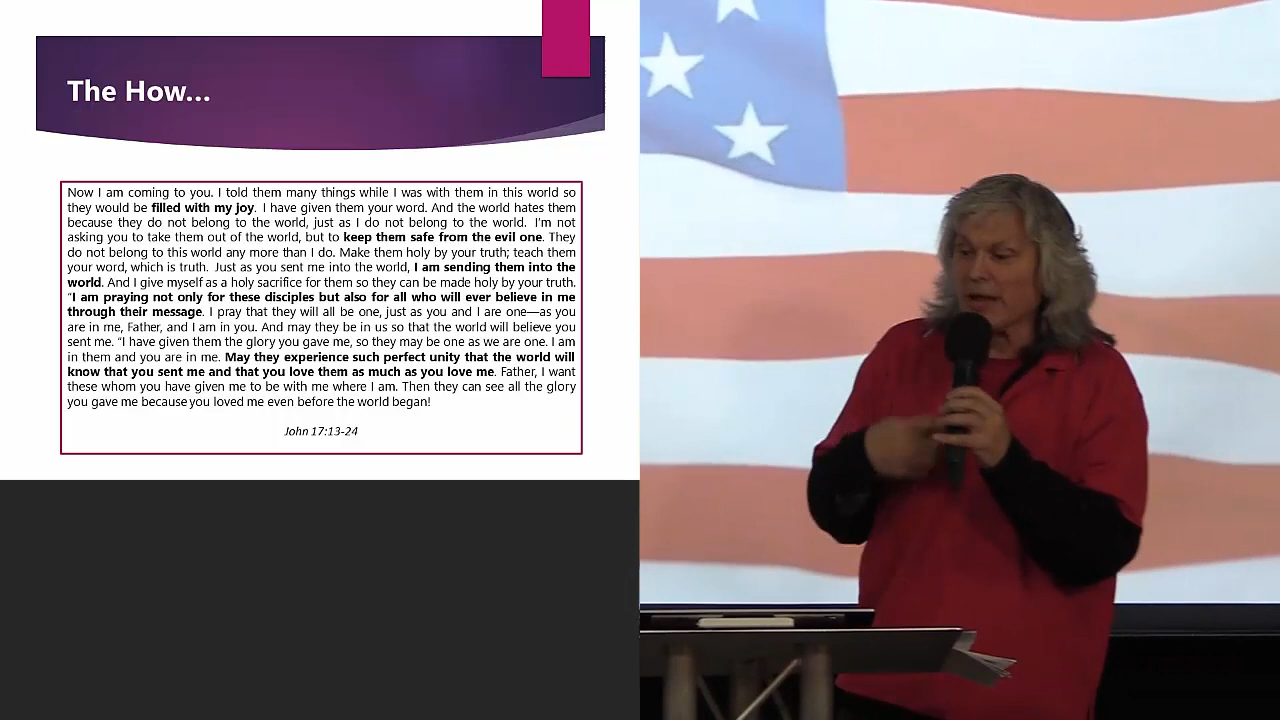 The How...
Now I am coming to you. I told them many things while I was with them in this world so
they would be filled with my joy. I have given them your word. And the world hates them
because they do not belong to the world, just as I do not belong to the world. I'm not
asking you to take them out of the world, but to keep them safe from the evil one. They
do not belong to this world any more than I do. Make them holy by your truth; teach them
your word, which is truth. Just as you sent me into the world, I am sending them into the
world. And I give myself as a holy sacrifice for them so they can be made holy by your truth.
"I am praying not only for these disciples but also for all who will ever believe in me
through their message. I pray that they will all be one, just as you and I are one—as you
are in me, Father, and I am in you. And may they be in us so that the world will believe you
sent me. "I have given them the glory you gave me, so they may be one as we are one. I am
in them and you are in me. May they experience such perfect unity that the world will
know that you sent me and that you love them as much as you love me. Father, I want
these whom you have given me to be with me where I am. Then they can see all the glory
you gave me because you loved me even before the world began!
John 17:13-24